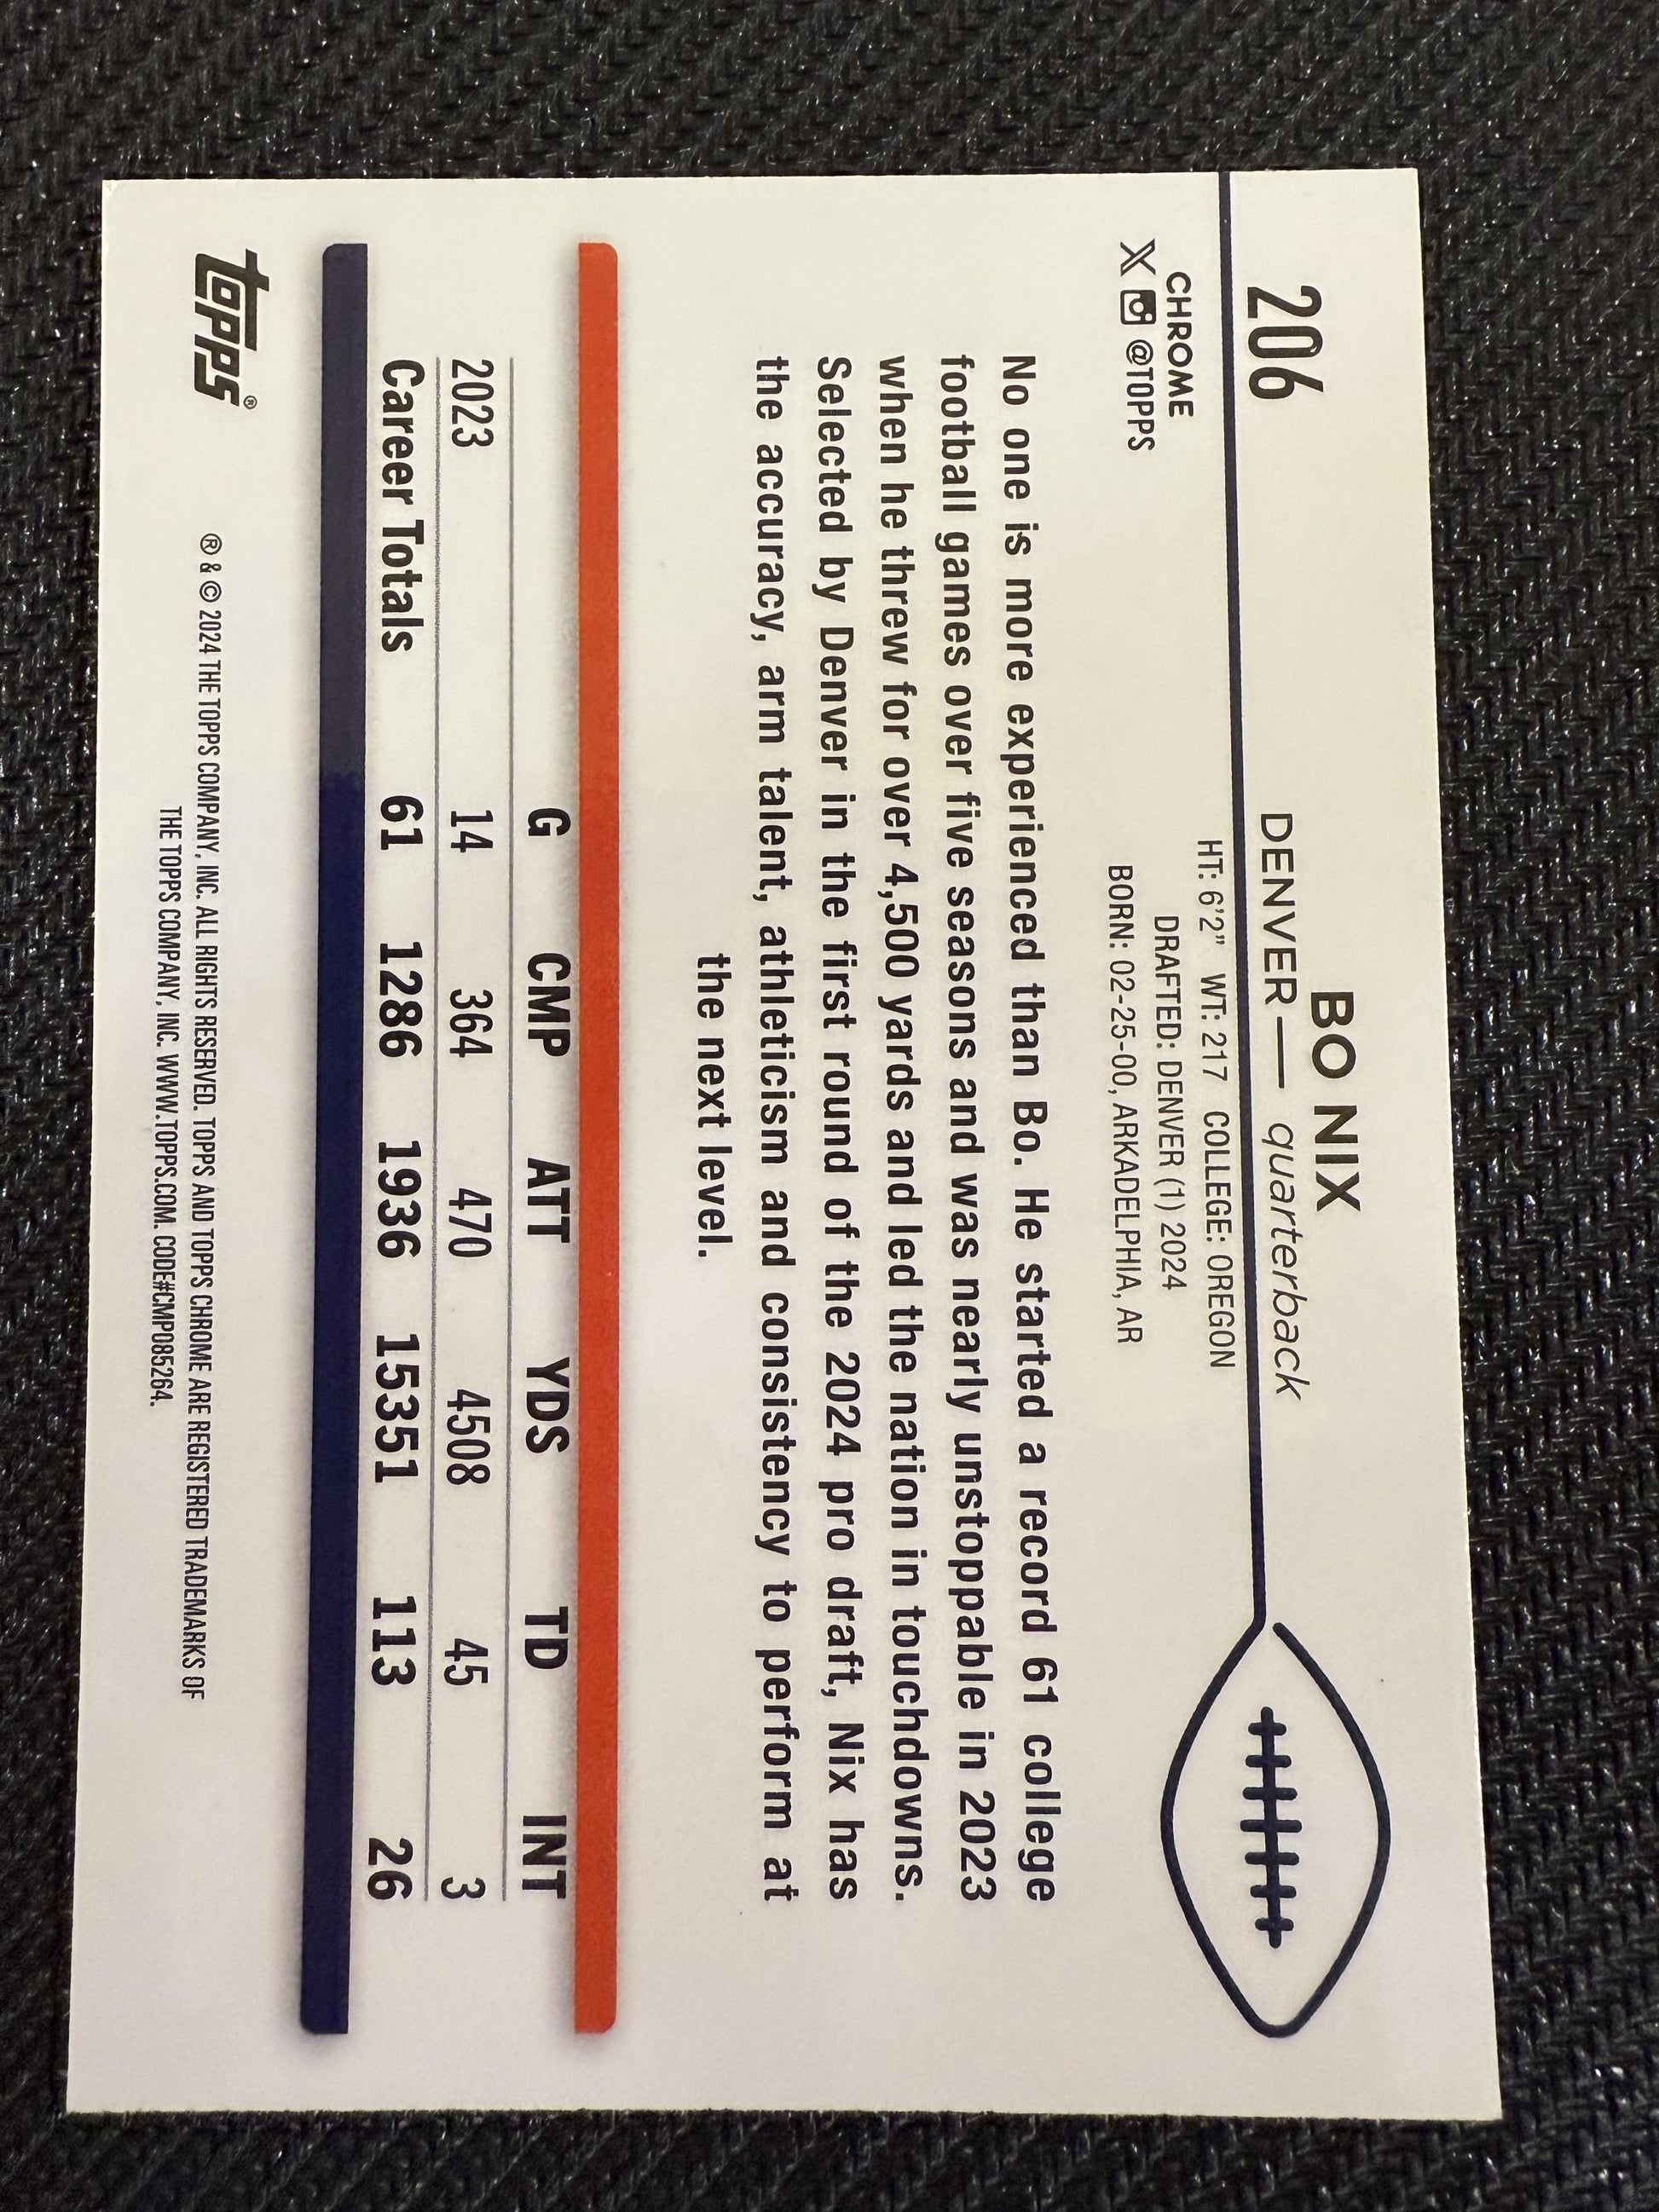 206
BO NIX
DENVER — quarterback
CHROME
X @TOPPS
HT: 6'2" WT: 217 COLLEGE: OREGON
DRAFTED: DENVER (1) 2024
BORN: 02-25-00, ARKADELPHIA, AR
No one is more experienced than Bo. He started a record 61 college
football games over five seasons and was nearly unstoppable in 2023
when he threw for over 4,500 yards and led the nation in touchdowns.
Selected by Denver in the first round of the 2024 pro draft, Nix has
the accuracy, arm talent, athleticism and consistency to perform at
the next level.
G CMP ATT YDS TD INT
2023 14 364 470 4508 45 3
Career Totals 61 1286 1936 15351 113 26
topps®
® & © 2024 THE TOPPS COMPANY, INC. ALL RIGHTS RESERVED. TOPPS AND TOPPS CHROME ARE REGISTERED TRADEMARKS OF
THE TOPPS COMPANY, INC. WWW.TOPPS.COM. CODE#CMP085264.